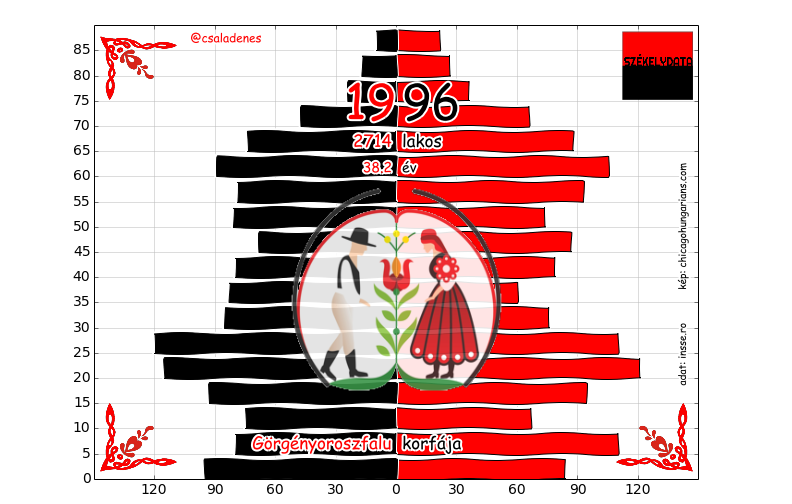 @csaladenes
SZÉKELYDATA
1996
2714 lakos
38.2 év
kép: chicagohungarians.com
adat: insse.ro
Görgényoroszfalu korfája
85
80
75
70
65
60
55
50
45
40
35
30
25
20
15
10
5
0
120 90 60 30 0 30 60 90 120